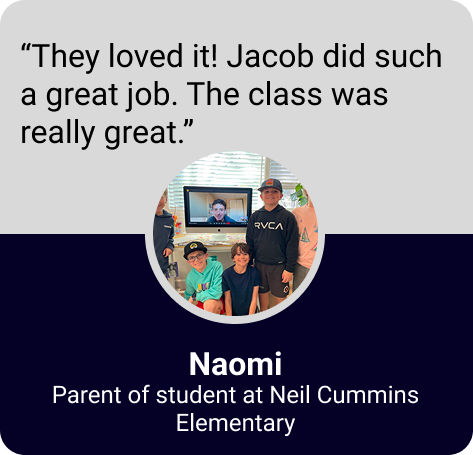 “They loved it! Jacob did such
a great job. The class was
really great.”
RVCA
Naomi
Parent of student at Neil Cummins
Elementary